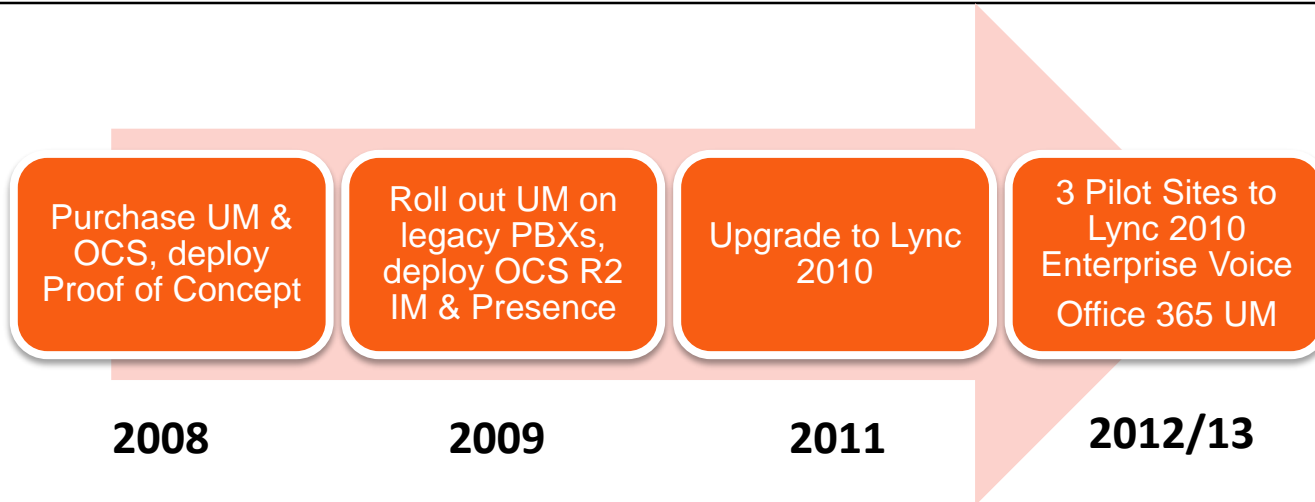 Purchase UM &
OCS, deploy
Proof of Concept
Roll out UM on
legacy PBXs,
deploy OCS R2
IM & Presence
Upgrade to Lync
2010
3 Pilot Sites to
Lync 2010
Enterprise Voice
Office 365 UM
2008
2009
2011
2012/13